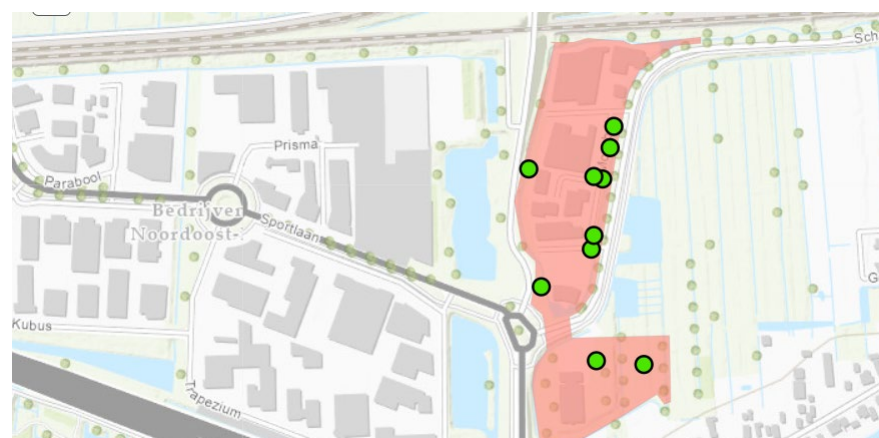 Sch
Prisma
Parabool
Bedrijven
Noordoost-.
Sportlaan
G
Kubus
Trapezium